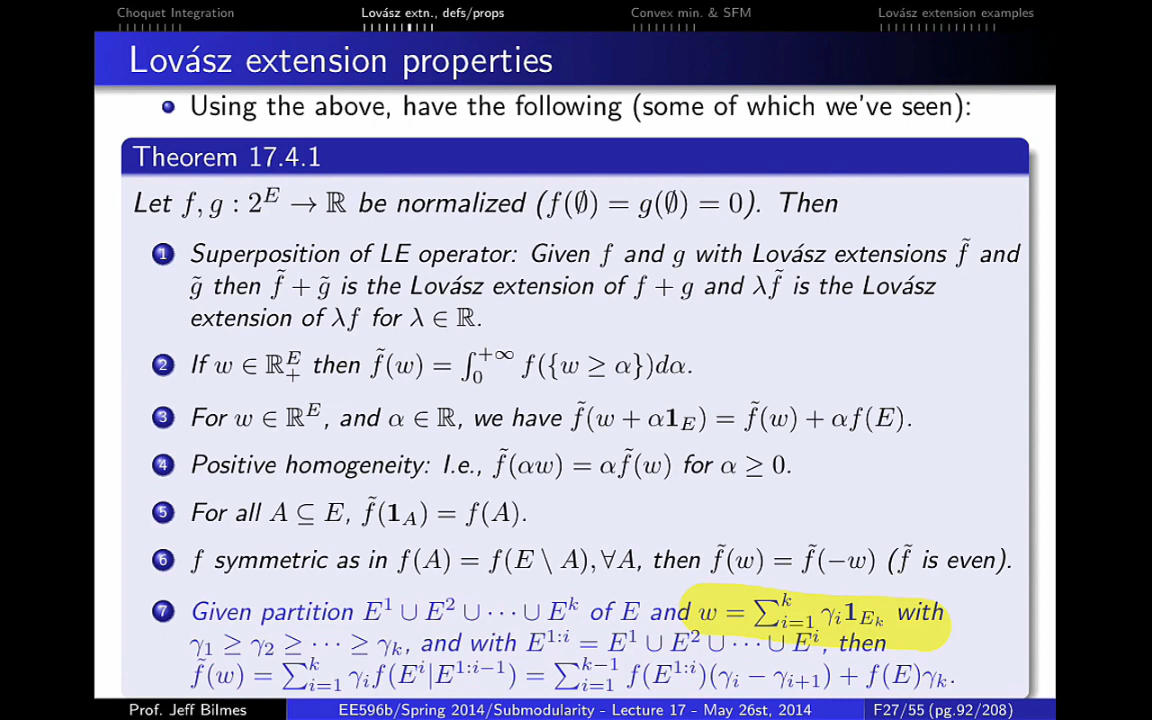 Choquet Integration Lovász extn., defs/props Convex min. & SFM Lovász extension examples
Lovász extension properties
Using the above, have the following (some of which we've seen):
Theorem 17.4.1
Let f, g : 2^E → ℝ be normalized (f(∅) = g(∅) = 0). Then
1 Superposition of LE operator: Given f and g with Lovász extensions f̃ and
g̃ then f̃ + g̃ is the Lovász extension of f + g and λf̃ is the Lovász
extension of λf for λ ∈ ℝ.
2 If w ∈ ℝ₊^E then f̃(w) = ∫₀^{+∞} f({w ≥ α})dα.
3 For w ∈ ℝ^E, and α ∈ ℝ, we have f̃(w + α𝟏_E) = f̃(w) + αf(E).
4 Positive homogeneity: I.e., f̃(αw) = αf̃(w) for α ≥ 0.
5 For all A ⊆ E, f̃(𝟏_A) = f(A).
6 f symmetric as in f(A) = f(E \ A), ∀A, then f̃(w) = f̃(−w) (f̃ is even).
7 Given partition E^1 ∪ E^2 ∪ ⋯ ∪ E^k of E and w = ∑_{i=1}^k γ_i 𝟏_{E_k} with
γ_1 ≥ γ_2 ≥ ⋯ ≥ γ_k, and with E^{1:i} = E^1 ∪ E^2 ∪ ⋯ ∪ E^i, then
f̃(w) = ∑_{i=1}^k γ_i f(E^i|E^{1:i−1}) = ∑_{i=1}^{k−1} f(E^{1:i})(γ_i − γ_{i+1}) + f(E)γ_k.
Prof. Jeff Bilmes EE596b/Spring 2014/Submodularity - Lecture 17 - May 26st, 2014 F27/55 (pg.92/208)